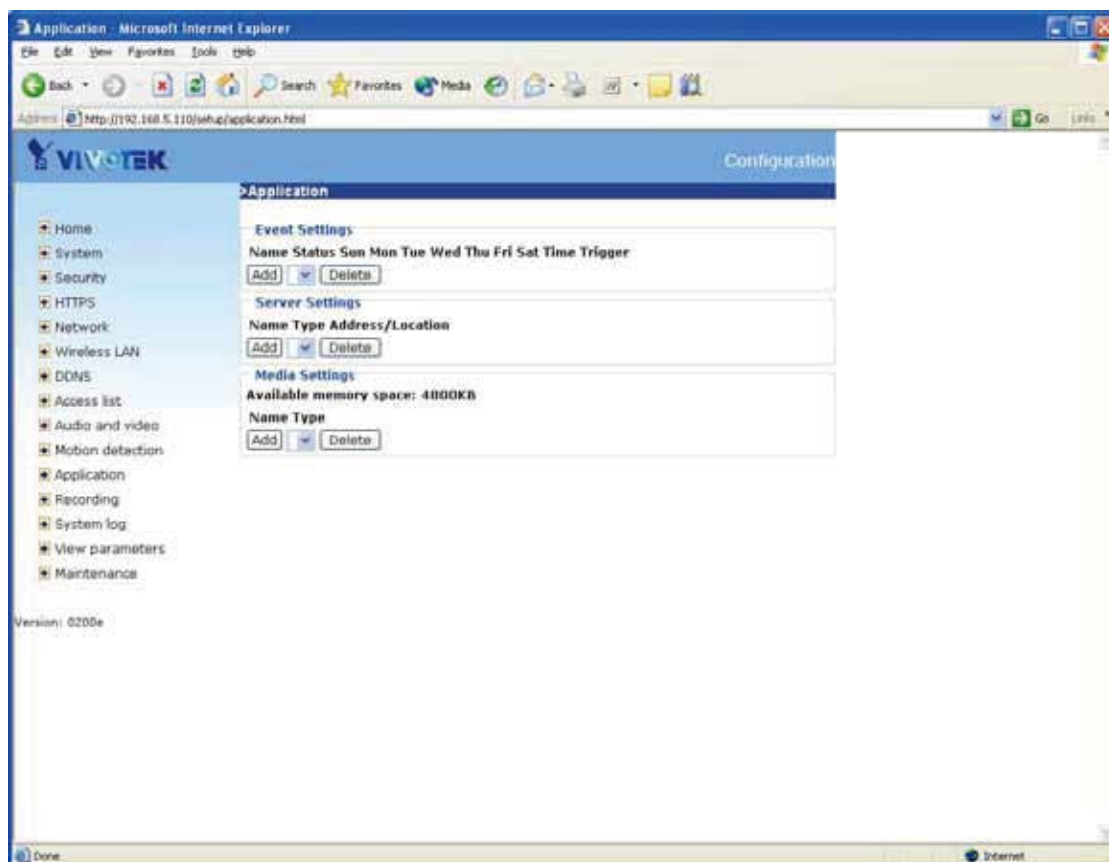 Application - Microsoft Internet Explorer
File Edit View Favorites Tools Help
Back Search Favorites Media
Address http://192.168.5.110/setup/application.html Go Links
VIVOTEK
Configuration
>Application
Home
System
Security
HTTPS
Network
Wireless LAN
DDNS
Access list
Audio and video
Motion detection
Application
Recording
System log
View parameters
Maintenance
Version: 0200e
Event Settings
Name Status Sun Mon Tue Wed Thu Fri Sat Time Trigger
Add Delete
Server Settings
Name Type Address/Location
Add Delete
Media Settings
Available memory space: 4000KB
Name Type
Add Delete
Done Internet